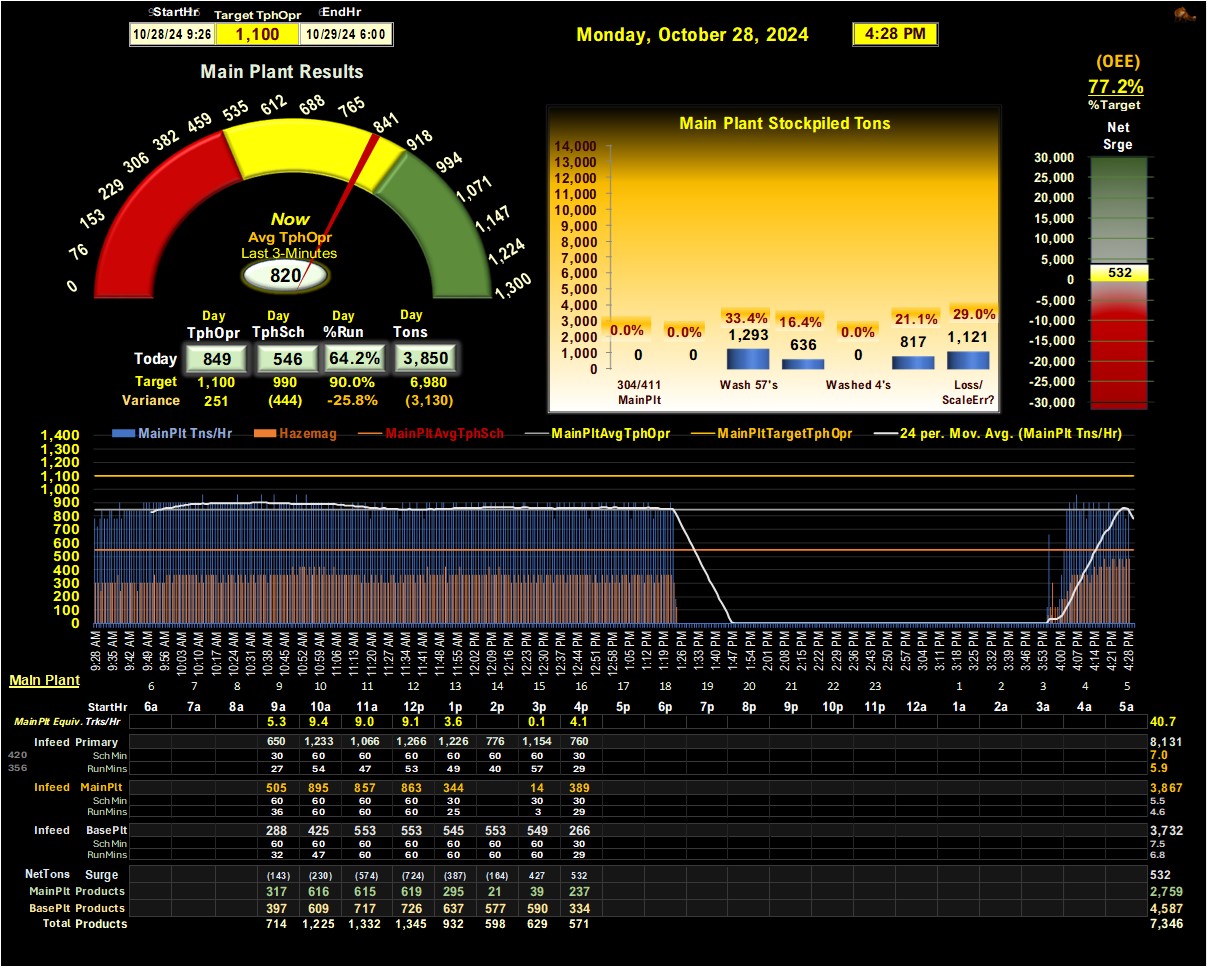 StartHr Target TphOpr EndHr
10/28/24 9:26 1,100 10/29/24 6:00
Monday, October 28, 2024 4:28 PM
(OEE)
77.2%
%Target
Main Plant Results
0 76 153 229 306 382 459 535 612 688 765 841 918 994 1,071 1,147 1,224 1,300
Now
Avg TphOpr
Last 3-Minutes
820
Day Day Day Day
TphOpr TphSch %Run Tons
Today 849 546 64.2% 3,850
Target 1,100 990 90.0% 6,980
Variance 251 (444) -25.8% (3,130)
Main Plant Stockpiled Tons
14,000
13,000
12,000
11,000
10,000
9,000
8,000
7,000
6,000
5,000
4,000
3,000
2,000
1,000
0
0.0% 0.0% 33.4% 16.4% 0.0% 21.1% 29.0%
0 0 1,293 636 0 817 1,121
304/411 Wash 57's Washed 4's Loss/
MainPlt ScaleErr?
Net
Srge
30,000
25,000
20,000
15,000
10,000
5,000
0
-5,000
-10,000
-15,000
-20,000
-25,000
-30,000
532
MainPlt Tns/Hr Hazemag MainPltAvgTphSch MainPltAvgTphOpr MainPltTargetTphOpr 24 per. Mov. Avg. (MainPlt Tns/Hr)
1,400
1,300
1,200
1,100
1,000
900
800
700
600
500
400
300
200
100
0
9:28 AM 9:35 AM 9:42 AM 9:49 AM 9:56 AM 10:03 AM 10:10 AM 10:17 AM 10:24 AM 10:31 AM 10:38 AM 10:45 AM 10:52 AM 10:59 AM 11:06 AM 11:13 AM 11:20 AM 11:27 AM 11:34 AM 11:41 AM 11:48 AM 11:55 AM 12:02 PM 12:09 PM 12:16 PM 12:23 PM 12:30 PM 12:37 PM 12:44 PM 12:51 PM 12:58 PM 1:05 PM 1:12 PM 1:19 PM 1:26 PM 1:33 PM 1:40 PM 1:47 PM 1:54 PM 2:01 PM 2:08 PM 2:15 PM 2:22 PM 2:29 PM 2:36 PM 2:43 PM 2:50 PM 2:57 PM 3:04 PM 3:11 PM 3:18 PM 3:25 PM 3:32 PM 3:39 PM 3:46 PM 3:53 PM 4:00 PM 4:07 PM 4:14 PM 4:21 PM 4:28 PM
Main Plant
6 7 8 9 10 11 12 13 14 15 16 17 18 19 20 21 22 23 1 2 3 4 5
StartHr 6a 7a 8a 9a 10a 11a 12p 1p 2p 3p 4p 5p 6p 7p 8p 9p 10p 11p 12a 1a 2a 3a 4a 5a
MainPlt Equiv. Trks/Hr 5.3 9.4 9.0 9.1 3.6 0.1 4.1 40.7
Infeed Primary 650 1,233 1,066 1,266 1,226 776 1,154 760 8,131
420 SchMin 30 60 60 60 60 60 60 30 7.0
356 RunMins 27 54 47 53 49 40 57 29 5.9
Infeed MainPlt 505 895 857 863 344 14 389 3,867
SchMin 60 60 60 60 30 30 30 5.5
RunMins 36 60 60 60 25 3 29 4.6
Infeed BasePlt 288 425 553 553 545 553 549 266 3,732
SchMin 60 60 60 60 60 60 60 30 7.5
RunMins 32 47 60 60 60 60 60 29 6.8
NetTons Surge (143) (230) (574) (724) (387) (164) 427 532 532
MainPlt Products 317 616 615 619 295 21 39 237 2,759
BasePlt Products 397 609 717 726 637 577 590 334 4,587
Total Products 714 1,225 1,332 1,345 932 598 629 571 7,346